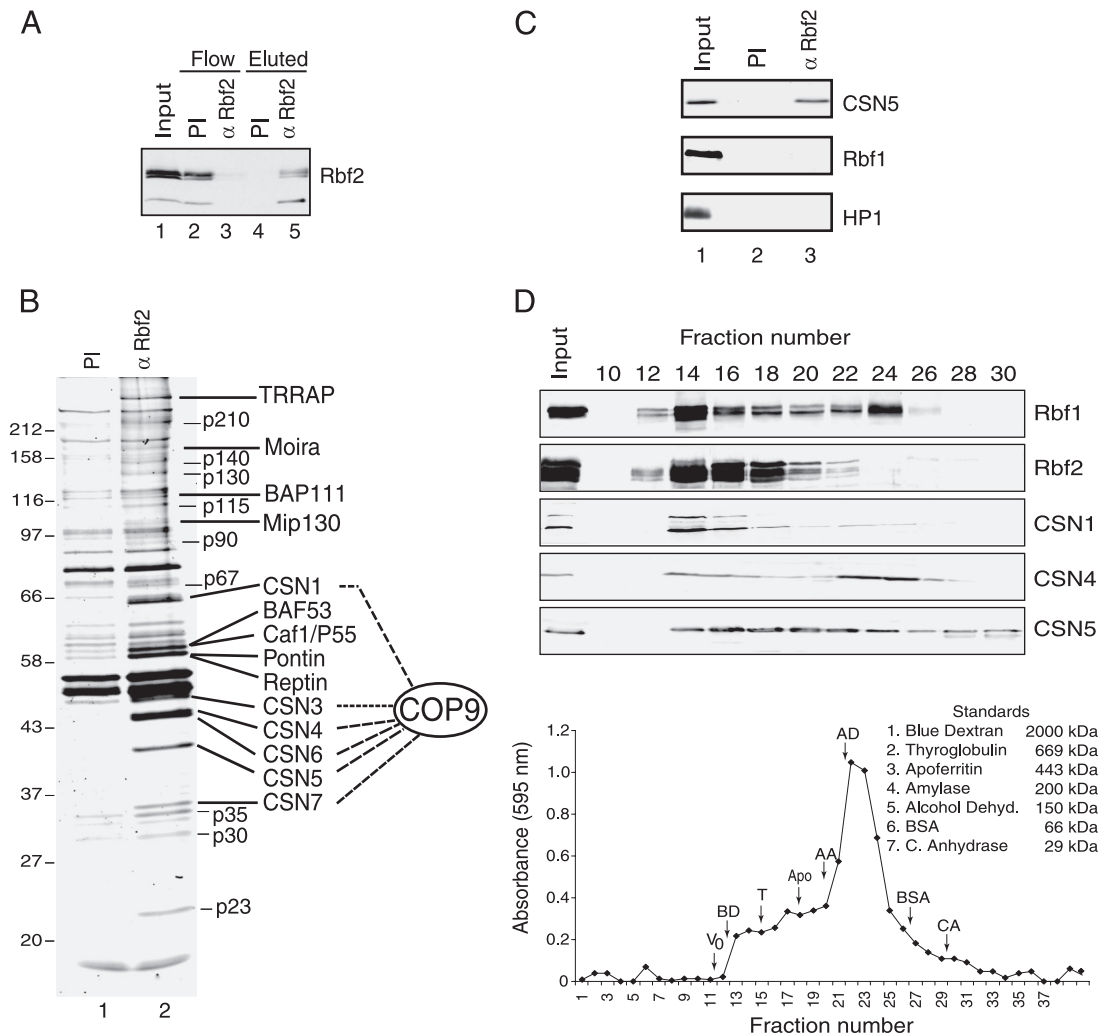 A
Flow Eluted
Input PI α Rbf2 PI α Rbf2
Rbf2
1 2 3 4 5
B
PI α Rbf2
212
158
116
97
66
58
43
37
27
20
TRRAP
p210
Moira
p140
p130
BAP111
p115
Mip130
p90
p67
CSN1
BAF53
Caf1/P55
Pontin
Reptin
CSN3
CSN4
CSN6
CSN5
CSN7
p35
p30
p23
COP9
1 2
C
Input PI α Rbf2
CSN5
Rbf1
HP1
1 2 3
D
Fraction number
Input 10 12 14 16 18 20 22 24 26 28 30
Rbf1
Rbf2
CSN1
CSN4
CSN5
Standards
1. Blue Dextran 2000 kDa
2. Thyroglobulin 669 kDa
3. Apoferritin 443 kDa
4. Amylase 200 kDa
5. Alcohol Dehyd. 150 kDa
6. BSA 66 kDa
7. C. Anhydrase 29 kDa
Absorbance (595 nm)
1.2
1.0
0.8
0.6
0.4
0.2
0
V0
BD
T
Apo
AA
AD
BSA
CA
1 3 5 7 9 11 13 15 17 19 21 23 25 27 29 31 33 35 37
Fraction number